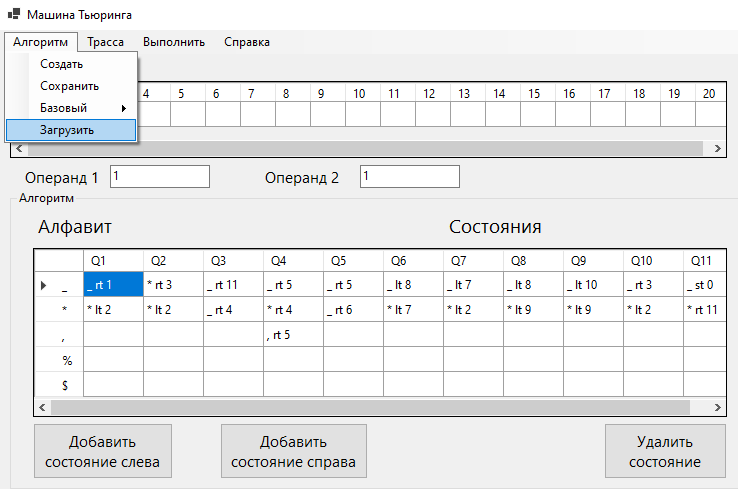 Машина Тьюринга
Алгоритм Трасса Выполнить Справка
Создать
Сохранить
Базовый
Загрузить
4 5 6 7 8 9 10 11 12 13 14 15 16 17 18 19 20
Операнд 1 1 Операнд 2 1
Алгоритм
Алфавит Состояния
Q1 Q2 Q3 Q4 Q5 Q6 Q7 Q8 Q9 Q10 Q11
_ _ rt 1 * rt 3 _ rt 11 _ rt 5 _ rt 5 _ lt 8 _ lt 7 _ lt 8 _ lt 10 _ rt 3 _ st 0
* * lt 2 * lt 2 _ rt 4 * rt 4 _ rt 6 * lt 7 * lt 2 * lt 9 * lt 9 * lt 2 * rt 11
, , rt 5
%
$
Добавить состояние слева
Добавить состояние справа
Удалить состояние